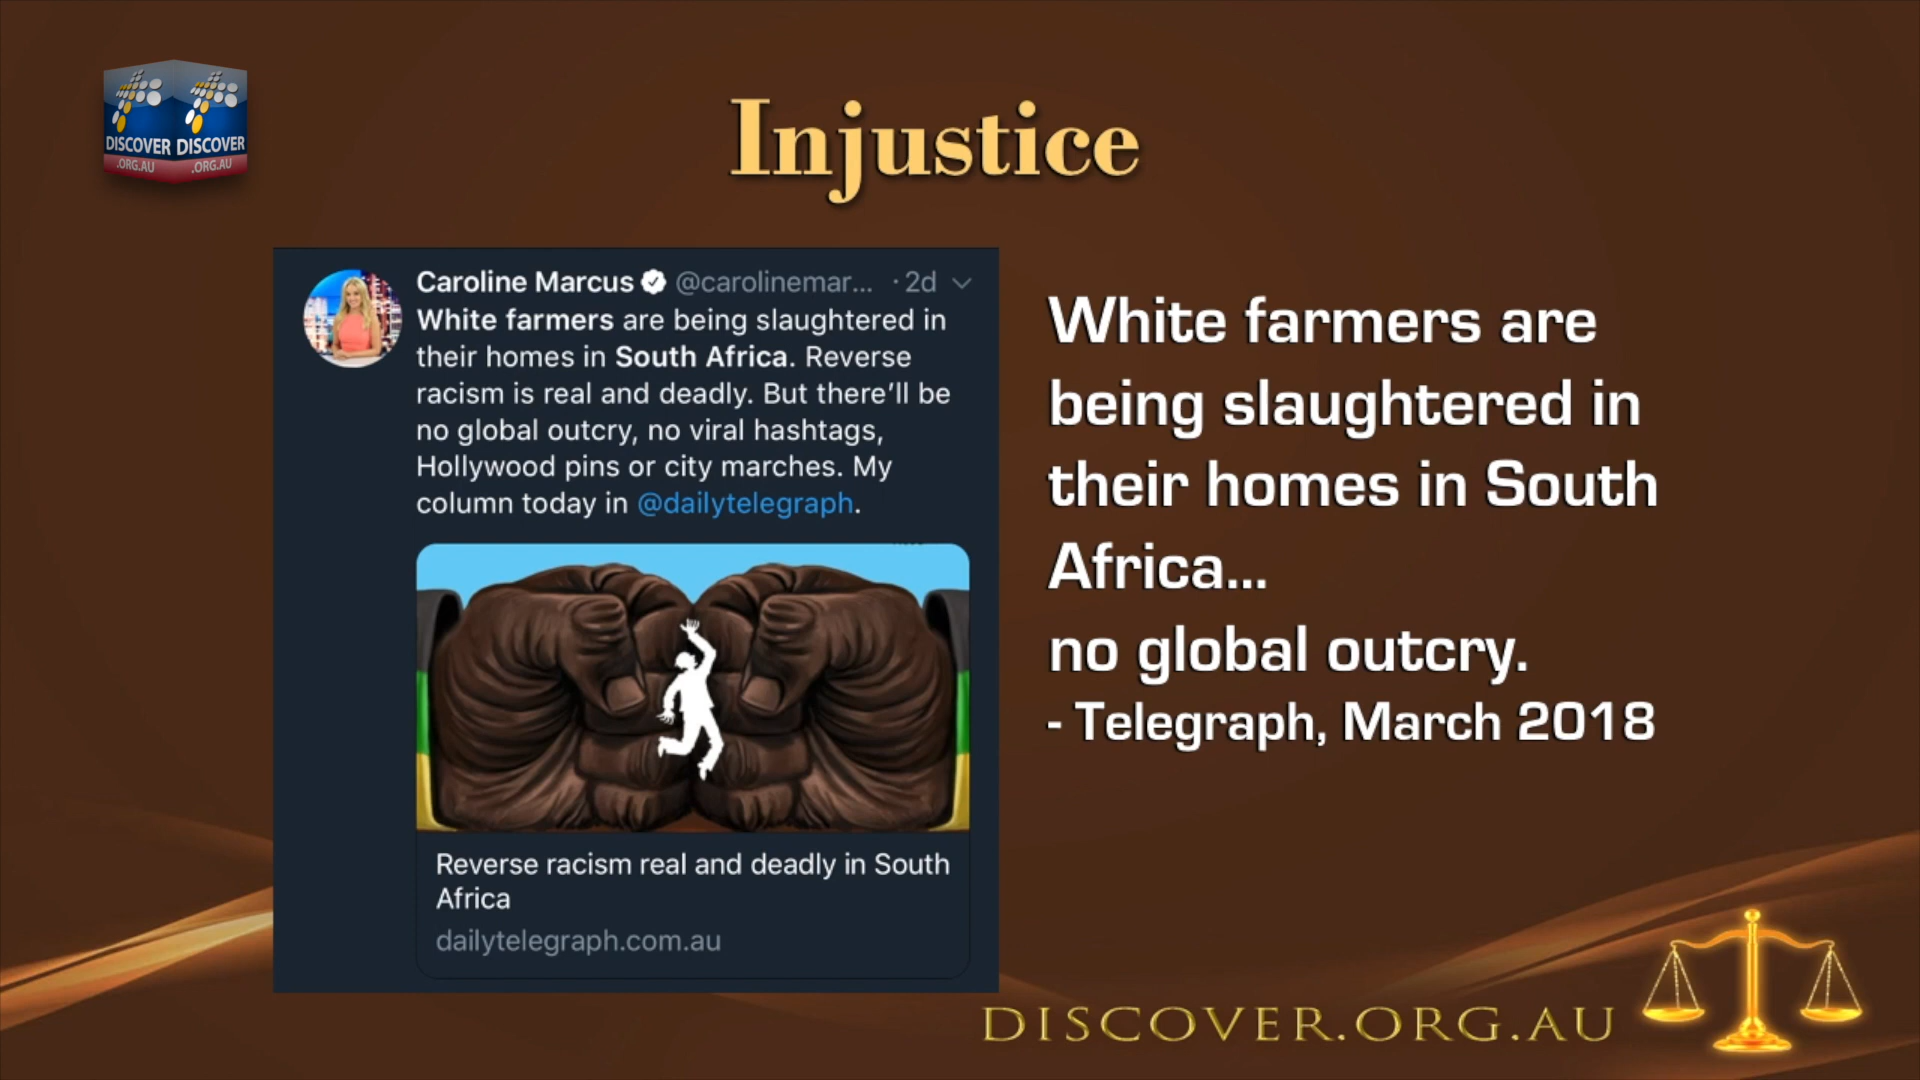 DISCOVER DISCOVER
.ORG.AU .ORG.AU
Injustice
Caroline Marcus @carolinemar... · 2d
White farmers are being slaughtered in
their homes in South Africa. Reverse
racism is real and deadly. But there'll be
no global outcry, no viral hashtags,
Hollywood pins or city marches. My
column today in @dailytelegraph.
Reverse racism real and deadly in South
Africa
dailytelegraph.com.au
White farmers are
being slaughtered in
their homes in South
Africa...
no global outcry.
- Telegraph, March 2018
DISCOVER.ORG.AU